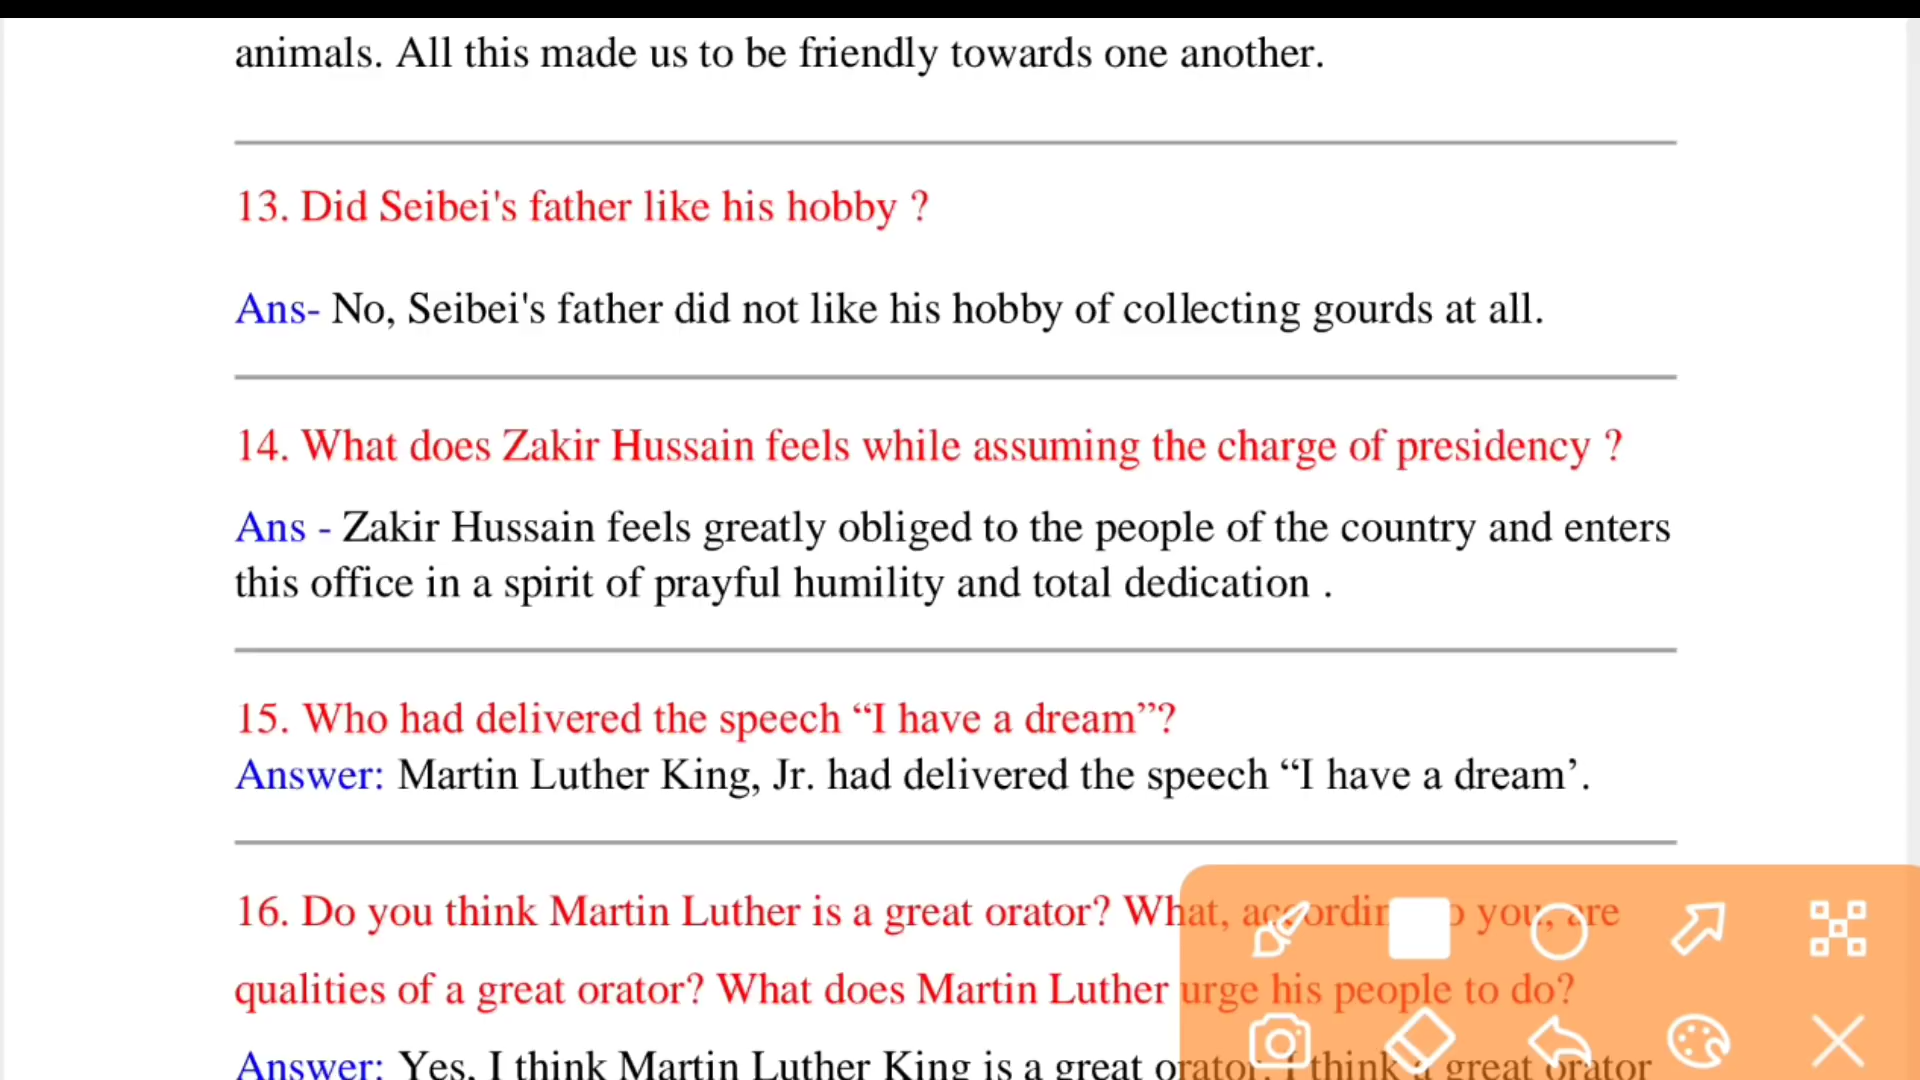 animals. All this made us to be friendly towards one another.
13. Did Seibei's father like his hobby ?
Ans- No, Seibei's father did not like his hobby of collecting gourds at all.
14. What does Zakir Hussain feels while assuming the charge of presidency ?
Ans - Zakir Hussain feels greatly obliged to the people of the country and enters
this office in a spirit of prayful humility and total dedication .
15. Who had delivered the speech “I have a dream”?
Answer: Martin Luther King, Jr. had delivered the speech “I have a dream’.
16. Do you think Martin Luther is a great orator? What, you, are
qualities of a great orator? What does Martin Luther urge his people to do?
Answer: Yes, I think Martin Luther King is a great orator. I think a great orator